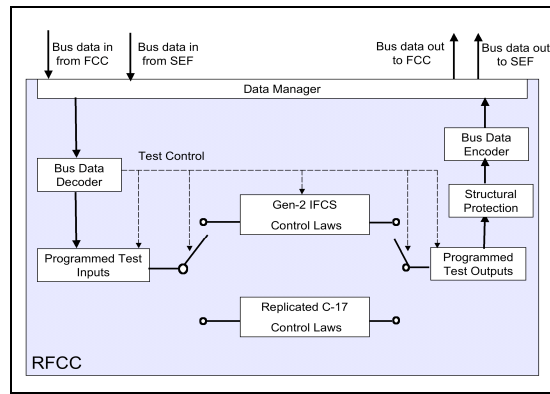 Bus data in
from FCC
Bus data in
from SEF
Bus data out
to FCC
Bus data out
to SEF
Data Manager
Bus Data
Decoder
Test Control
Bus Data
Encoder
Structural
Protection
Gen-2 IFCS
Control Laws
Programmed Test
Inputs
Programmed
Test Outputs
Replicated C-17
Control Laws
RFCC